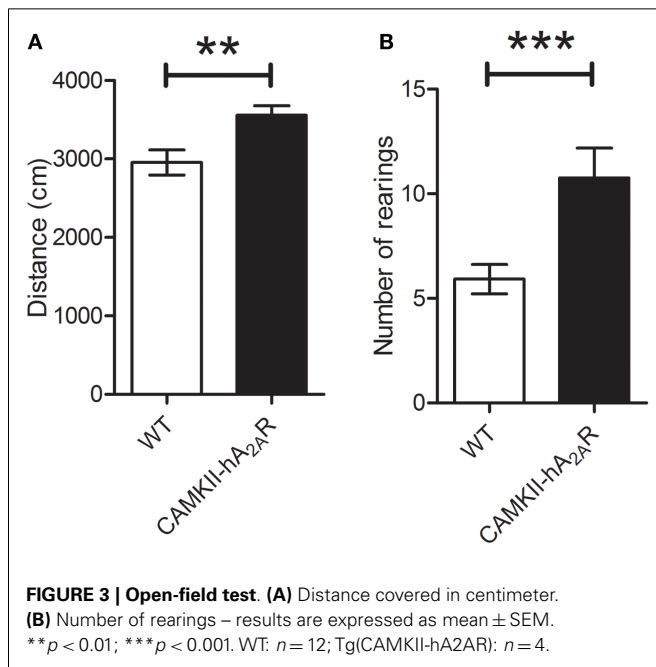 A
**
4000
3000
2000
1000
0
Distance (cm)
WT
CAMKII-hA2AR
B
***
15
10
5
0
Number of rearings
WT
CAMKII-hA2AR
FIGURE 3 | Open-field test. (A) Distance covered in centimeter.
(B) Number of rearings – results are expressed as mean ± SEM.
**p < 0.01; ***p < 0.001. WT: n = 12; Tg(CAMKII-hA2AR): n = 4.